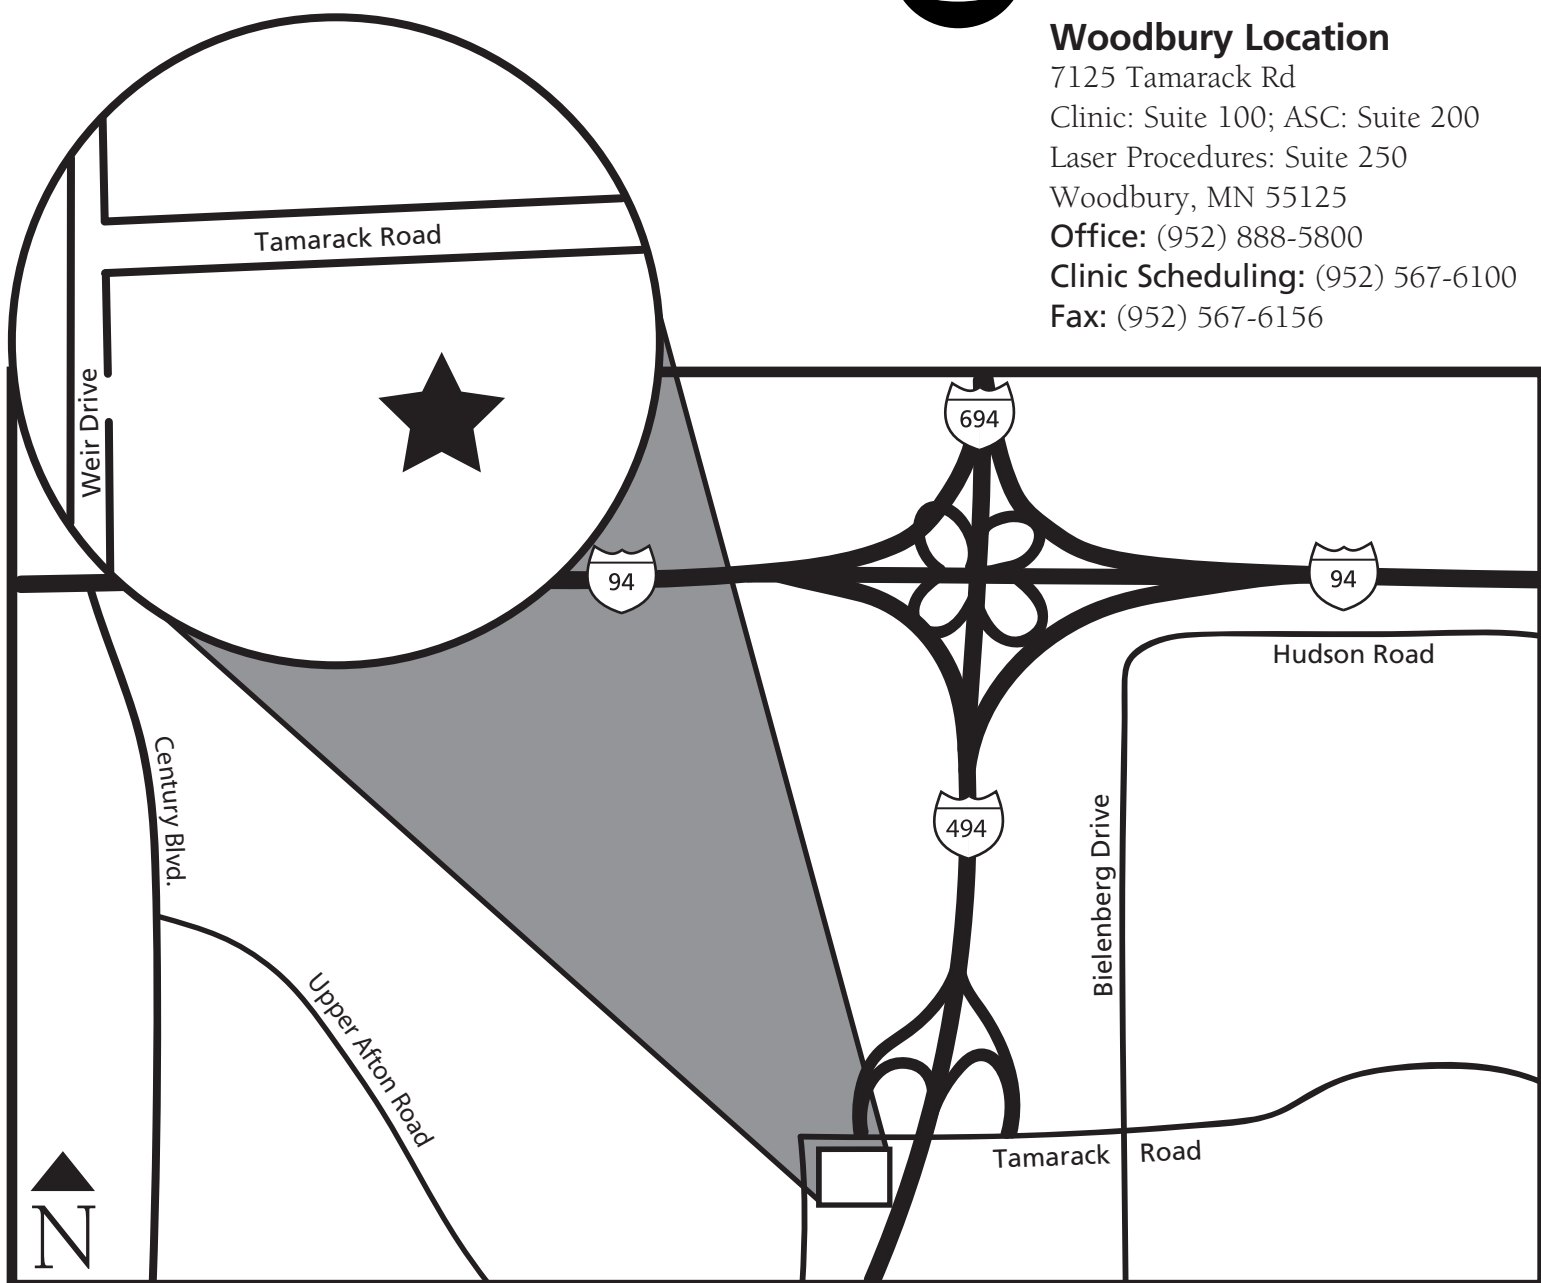 Woodbury Location
7125 Tamarack Rd
Clinic: Suite 100; ASC: Suite 200
Laser Procedures: Suite 250
Woodbury, MN 55125
Office: (952) 888-5800
Clinic Scheduling: (952) 567-6100
Fax: (952) 567-6156
Tamarack Road
Weir Drive
694
94
94
Hudson Road
Century Blvd.
494
Bielenberg Drive
Upper Afton Road
Tamarack Road
N